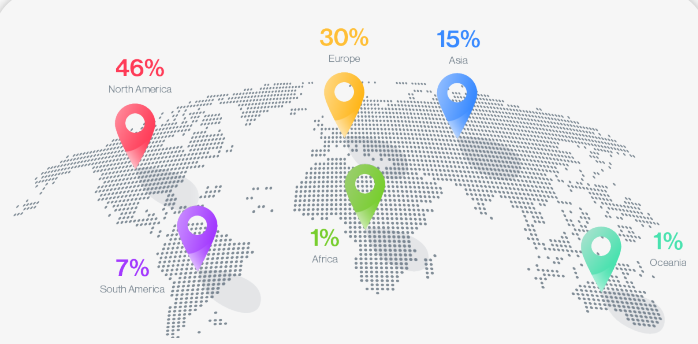 30%
Europe
15%
Asia
46%
North America
1%
Africa
1%
Oceania
7%
South America